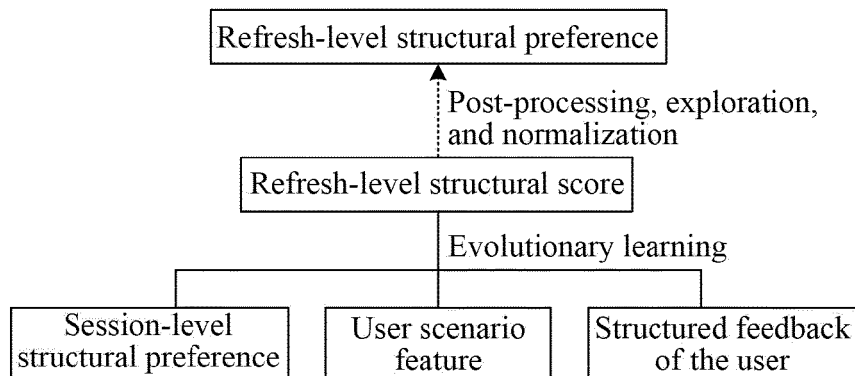 Refresh-level structural preference
Post-processing, exploration,
and normalization
Refresh-level structural score
Evolutionary learning
Session-level
structural preference
User scenario
feature
Structured feedback
of the user